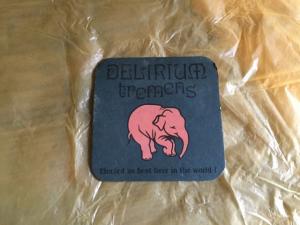 DELIRIUM
tremens
Elected as best beer in the world !